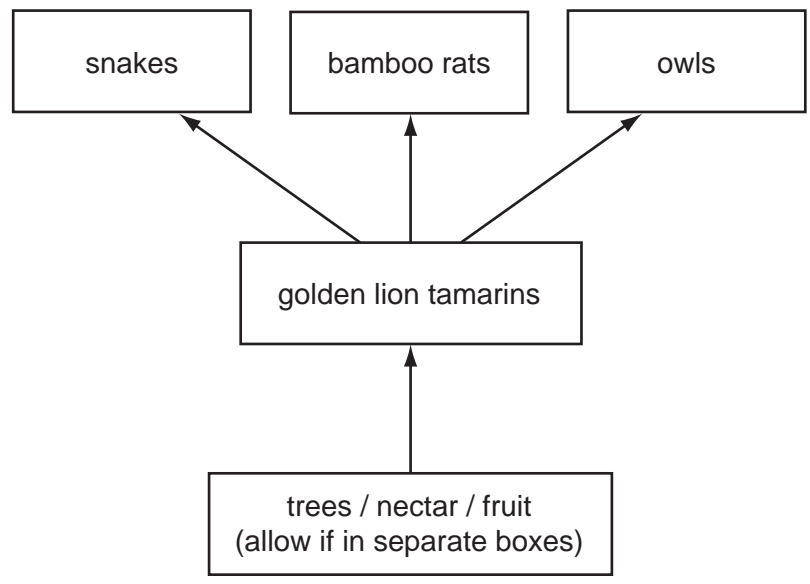 snakes
bamboo rats
owls
golden lion tamarins
trees / nectar / fruit
(allow if in separate boxes)